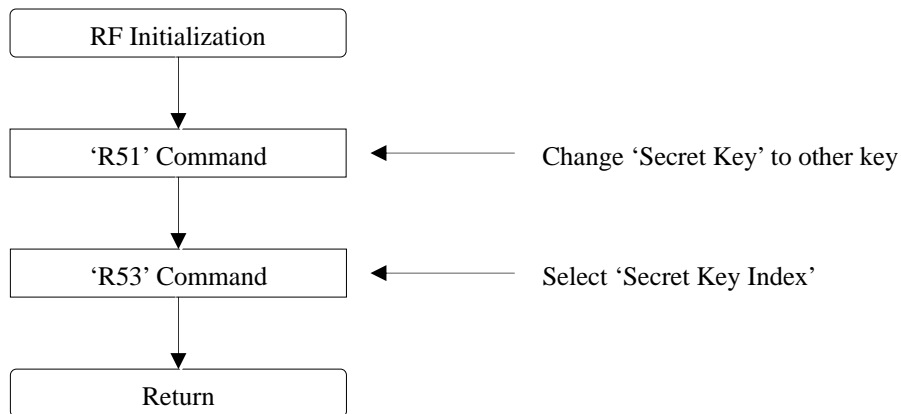 RF Initialization
‘R51’ Command
Change ‘Secret Key’ to other key
‘R53’ Command
Select ‘Secret Key Index’
Return